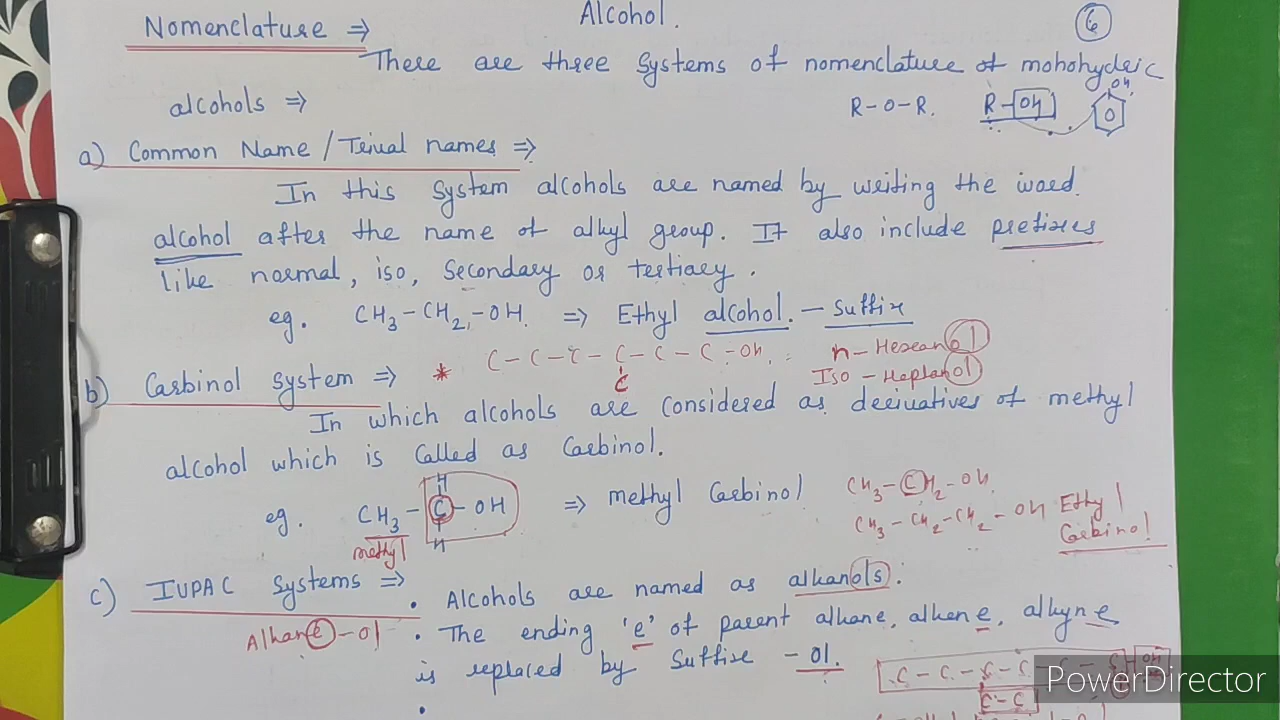 Alcohol.
6
Nomenclature ⇒
There are three Systems of nomenclature of monohydric
alcohols ⇒
R-O-R. R-OH OH
a) Common Name / Trivial names ⇒
In this System alcohols are named by writing the word
alcohol after the name of alkyl group. It also include prefixes
like normal, iso, Secondary or tertiary.
eg. CH3-CH2-OH. ⇒ Ethyl alcohol. - Suffix
* C-C-C-C-C-C-OH. n-Hexanol
C Iso-Heptanol
b) Carbinol System ⇒
In which alcohols are Considered as derivatives of methyl
alcohol which is Called as Carbinol.
H
eg. CH3-C-OH ⇒ methyl Carbinol CH3-CH2-OH
H
methyl
CH3-CH2-CH2-OH Ethyl
Carbinol
c) IUPAC Systems ⇒
• Alcohols are named as alkanols.
Alkane-ol • The ending 'e' of parent alkane, alkene, alkyne
is replaced by Suffix -ol.
C-C-C-C-C-C-OH
C-C
•
PowerDirector